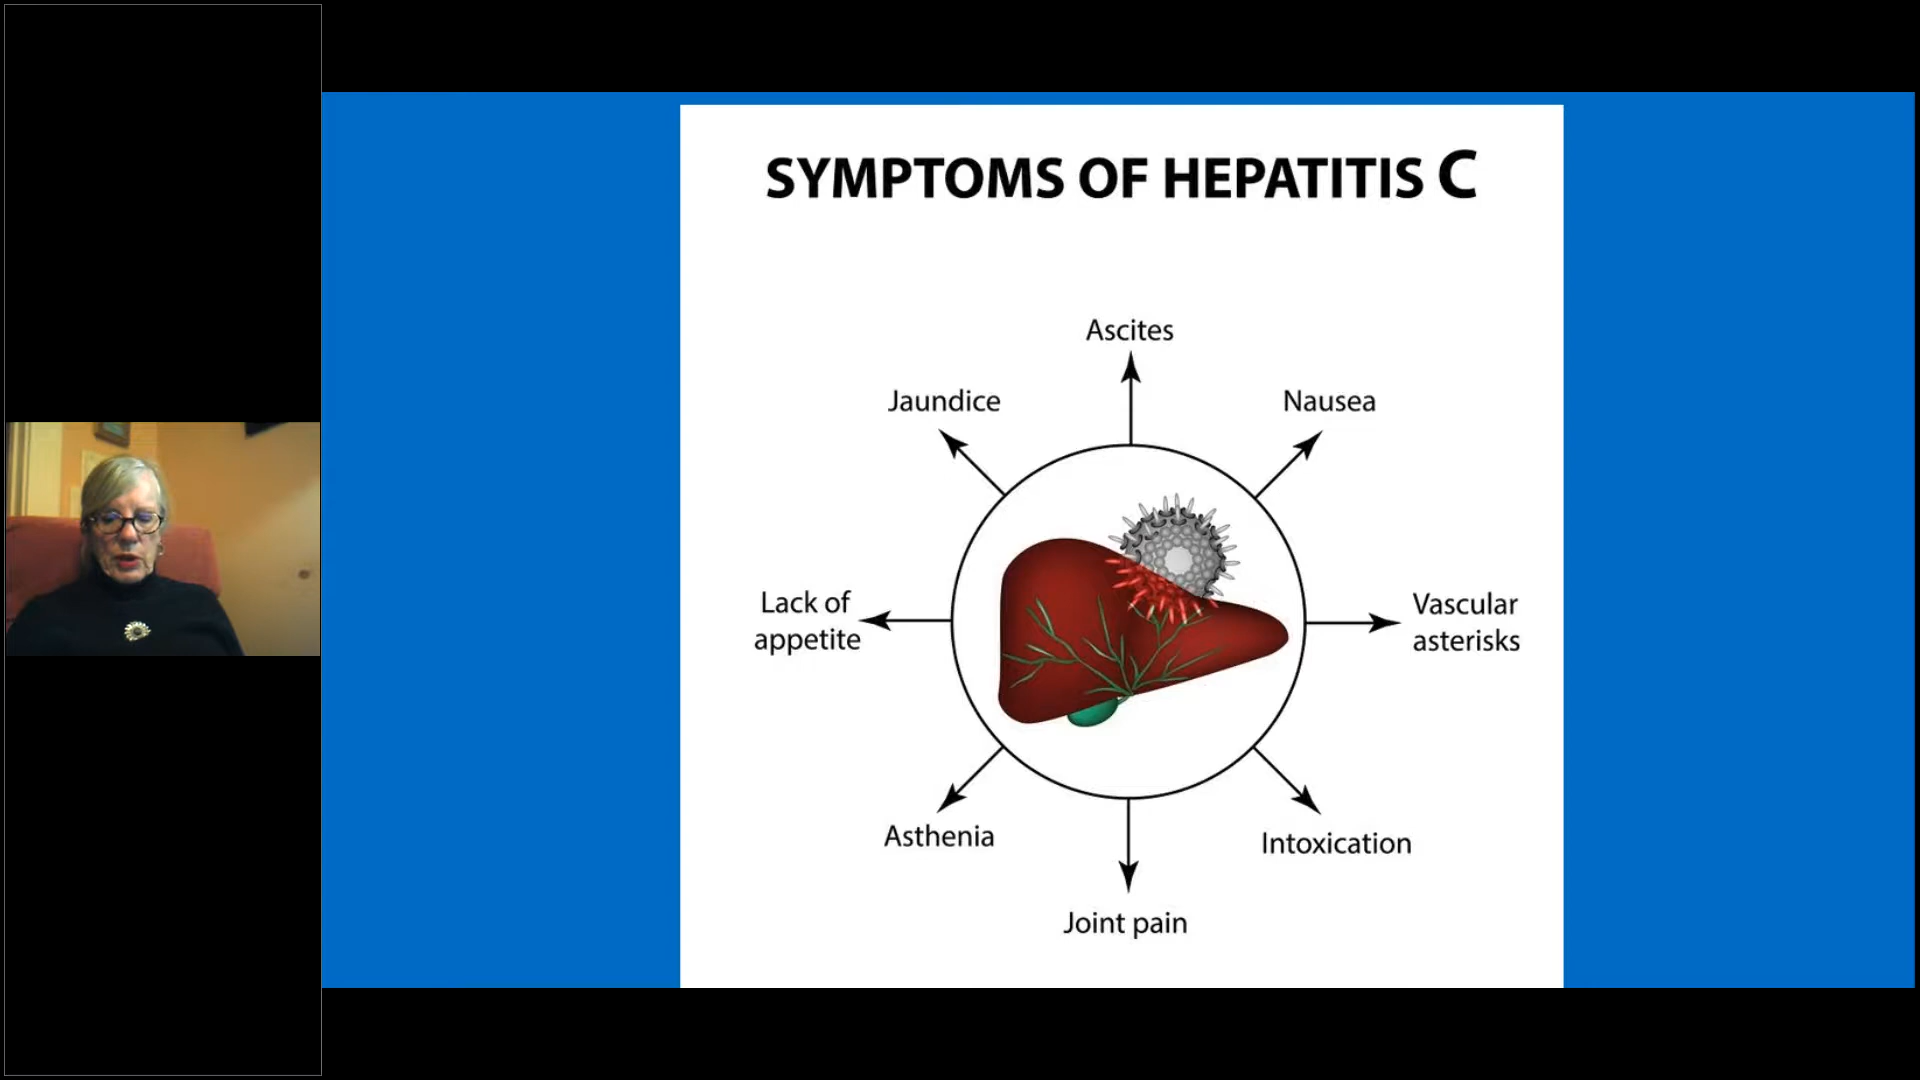 SYMPTOMS OF HEPATITIS C
Ascites
Jaundice
Nausea
Lack of
appetite
Vascular
asterisks
Asthenia
Intoxication
Joint pain